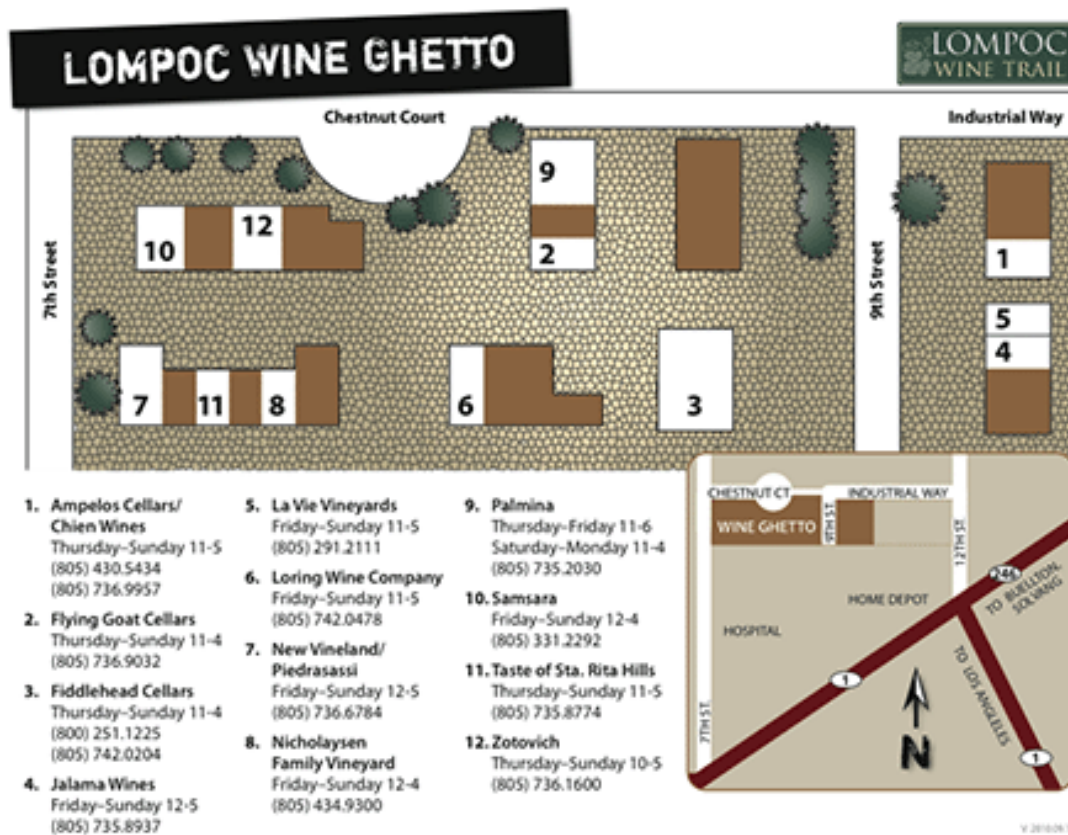 LOMPOC WINE GHETTO
LOMPOC
WINE TRAIL
Chestnut Court
Industrial Way
7th Street
9th Street
9
12
10
2
1
5
4
7
11
8
6
3
1. Ampelos Cellars/
Chien Wines
Thursday–Sunday 11-5
(805) 430.5434
(805) 736.9957
2. Flying Goat Cellars
Thursday–Sunday 11-4
(805) 736.9032
3. Fiddlehead Cellars
Thursday–Sunday 11-4
(800) 251.1225
(805) 742.0204
4. Jalama Wines
Friday–Sunday 12-5
(805) 735.8937
5. La Vie Vineyards
Friday–Sunday 11-5
(805) 291.2111
6. Loring Wine Company
Friday–Sunday 11-5
(805) 742.0478
7. New Vineland/
Piedrasassi
Friday–Sunday 12-5
(805) 736.6784
8. Nicholaysen
Family Vineyard
Friday–Sunday 12-4
(805) 434.9300
9. Palmina
Thursday–Friday 11-6
Saturday–Monday 11-4
(805) 735.2030
10. Samsara
Friday–Sunday 12-4
(805) 331.2292
11. Taste of Sta. Rita Hills
Thursday–Sunday 11-5
(805) 735.8774
12. Zotovich
Thursday–Sunday 10-5
(805) 736.1600
CHESTNUT CT
INDUSTRIAL WAY
WINE GHETTO
9TH ST.
12TH ST.
246
TO BUELLTON,
SOLVANG
HOME DEPOT
HOSPITAL
TO LOS ANGLELES
1
1
7TH ST.
N